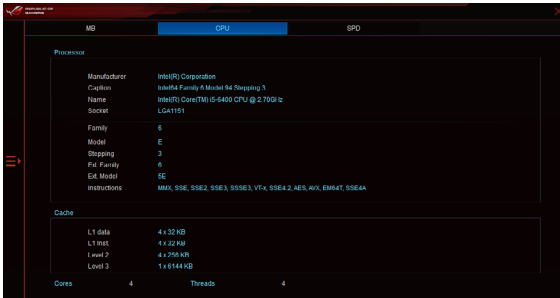 MB CPU SPD
Processor
Manufacturer Intel(R) Corporation
Caption Intel64 Family 6 Model 94 Stepping 3
Name Intel(R) Core(TM) i5-6400 CPU @ 2.70GHz
Socket LGA1151
Family 6
Model E
Stepping 3
Ext. Family 6
Ext. Model 5E
Instructions MMX, SSE, SSE2, SSE3, SSSE3, VT-x, SSE4.2, AES, AVX, EM64T, SSE4A
Cache
L1 data 4 x 32 KB
L1 Inst. 4 x 32 KB
Level 2 4 x 256 KB
Level 3 1 x 6144 KB
Cores 4 Threads 4